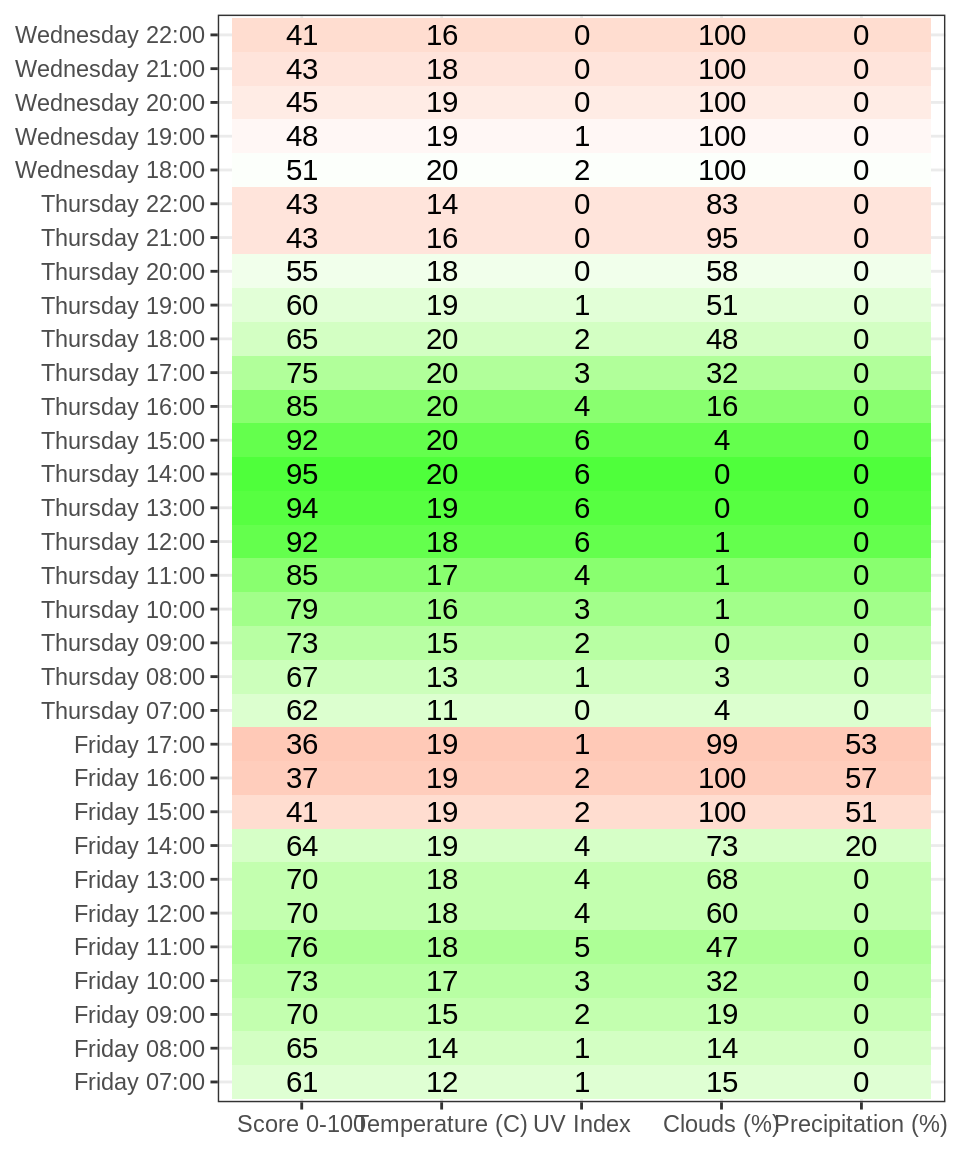 Wednesday 22:00 41 16 0 100 0
Wednesday 21:00 43 18 0 100 0
Wednesday 20:00 45 19 0 100 0
Wednesday 19:00 48 19 1 100 0
Wednesday 18:00 51 20 2 100 0
Thursday 22:00 43 14 0 83 0
Thursday 21:00 43 16 0 95 0
Thursday 20:00 55 18 0 58 0
Thursday 19:00 60 19 1 51 0
Thursday 18:00 65 20 2 48 0
Thursday 17:00 75 20 3 32 0
Thursday 16:00 85 20 4 16 0
Thursday 15:00 92 20 6 4 0
Thursday 14:00 95 20 6 0 0
Thursday 13:00 94 19 6 0 0
Thursday 12:00 92 18 6 1 0
Thursday 11:00 85 17 4 1 0
Thursday 10:00 79 16 3 1 0
Thursday 09:00 73 15 2 0 0
Thursday 08:00 67 13 1 3 0
Thursday 07:00 62 11 0 4 0
Friday 17:00 36 19 1 99 53
Friday 16:00 37 19 2 100 57
Friday 15:00 41 19 2 100 51
Friday 14:00 64 19 4 73 20
Friday 13:00 70 18 4 68 0
Friday 12:00 70 18 4 60 0
Friday 11:00 76 18 5 47 0
Friday 10:00 73 17 3 32 0
Friday 09:00 70 15 2 19 0
Friday 08:00 65 14 1 14 0
Friday 07:00 61 12 1 15 0
Score 0-100 Temperature (C) UV Index Clouds (%) Precipitation (%)